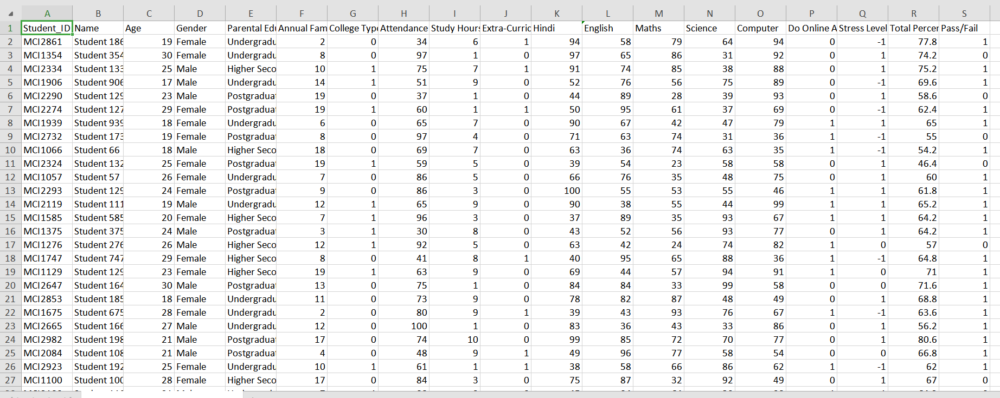 A B C D E F G H I J K L M N O P Q R S
1 Student_ID Name Age Gender Parental Edu Annual Fam College Type Attendance Study Hours Extra-Curric Hindi English Maths Science Computer Do Online A Stress Level Total Percen Pass/Fail
2 MCI2861 Student 186 19 Female Undergradu 2 0 34 6 1 94 58 79 64 94 0 -1 77.8 1
3 MCI1354 Student 354 30 Female Undergradu 8 0 97 1 0 97 65 86 31 92 0 1 74.2 0
4 MCI2334 Student 133 25 Male Higher Seco 10 1 75 7 1 91 74 85 38 88 0 1 75.2 1
5 MCI1906 Student 906 17 Male Undergradu 14 1 51 9 0 52 76 56 75 89 0 -1 69.6 1
6 MCI2290 Student 129 23 Male Postgraduat 19 0 37 1 0 44 89 28 39 93 0 1 58.6 0
7 MCI2274 Student 127 29 Female Postgraduat 19 1 60 1 1 50 95 61 37 69 0 -1 62.4 1
8 MCI1939 Student 939 18 Female Undergradu 6 0 65 7 0 90 67 42 47 79 1 1 65 1
9 MCI2732 Student 173 19 Female Postgraduat 8 0 97 4 0 71 63 74 31 36 1 -1 55 0
10 MCI1066 Student 66 18 Male Higher Seco 18 0 69 7 0 63 36 74 63 35 1 -1 54.2 1
11 MCI2324 Student 132 25 Female Postgraduat 19 1 59 5 0 39 54 23 58 58 0 1 46.4 0
12 MCI1057 Student 57 26 Female Undergradu 7 0 86 5 0 66 76 35 48 75 0 1 60 1
13 MCI2293 Student 129 24 Female Postgraduat 9 0 86 3 0 100 55 53 55 46 1 1 61.8 1
14 MCI2119 Student 111 19 Male Undergradu 12 1 65 9 0 90 38 55 44 99 1 1 65.2 1
15 MCI1585 Student 585 20 Female Higher Seco 7 1 96 3 0 37 89 35 93 67 1 1 64.2 1
16 MCI1375 Student 375 24 Male Postgraduat 3 1 30 8 0 43 52 56 93 77 0 1 64.2 1
17 MCI1276 Student 276 26 Male Higher Seco 12 1 92 5 0 63 42 24 74 82 1 0 57 0
18 MCI1747 Student 747 29 Female Higher Seco 8 0 41 8 1 40 95 65 88 36 1 -1 64.8 1
19 MCI1129 Student 129 23 Female Higher Seco 19 1 63 9 0 69 44 57 94 91 1 0 71 1
20 MCI2647 Student 164 30 Male Postgraduat 13 0 75 1 0 84 84 33 99 58 0 0 71.6 1
21 MCI2853 Student 185 18 Female Undergradu 11 0 73 9 0 78 82 87 48 49 0 1 68.8 1
22 MCI1675 Student 675 28 Female Undergradu 2 0 80 9 1 39 43 93 76 67 1 -1 63.6 1
23 MCI2665 Student 166 27 Male Undergradu 12 0 100 1 0 83 36 43 33 86 0 1 56.2 1
24 MCI2982 Student 198 21 Male Postgraduat 17 0 74 10 0 99 85 72 70 77 0 1 80.6 1
25 MCI2084 Student 108 21 Male Postgraduat 4 0 48 9 1 49 96 77 58 54 0 0 66.8 1
26 MCI2923 Student 192 25 Female Undergradu 10 1 61 1 1 38 58 66 86 62 1 -1 62 1
27 MCI1100 Student 100 28 Female Higher Seco 17 0 84 3 0 75 87 32 92 49 0 1 67 0